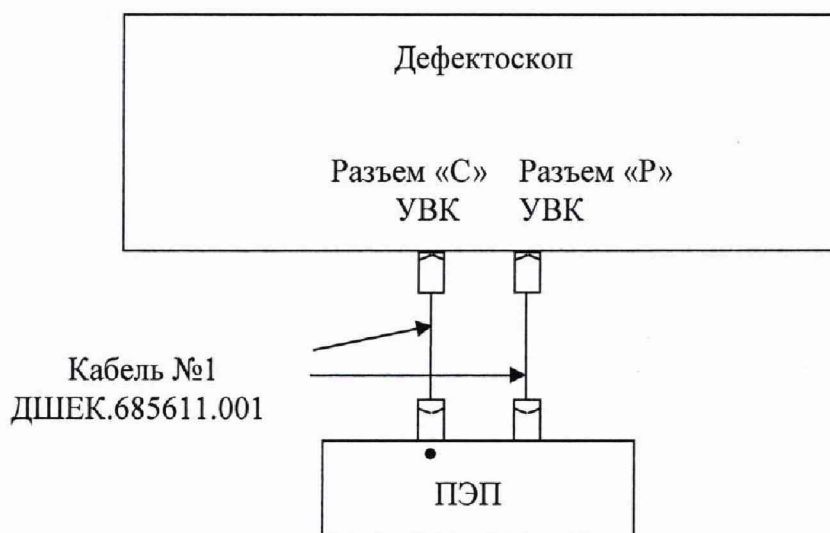 Дефектоскоп
Разъем «С» Разъем «Р»
УВК УВК
Кабель №1
ДШЕК.685611.001
ПЭП